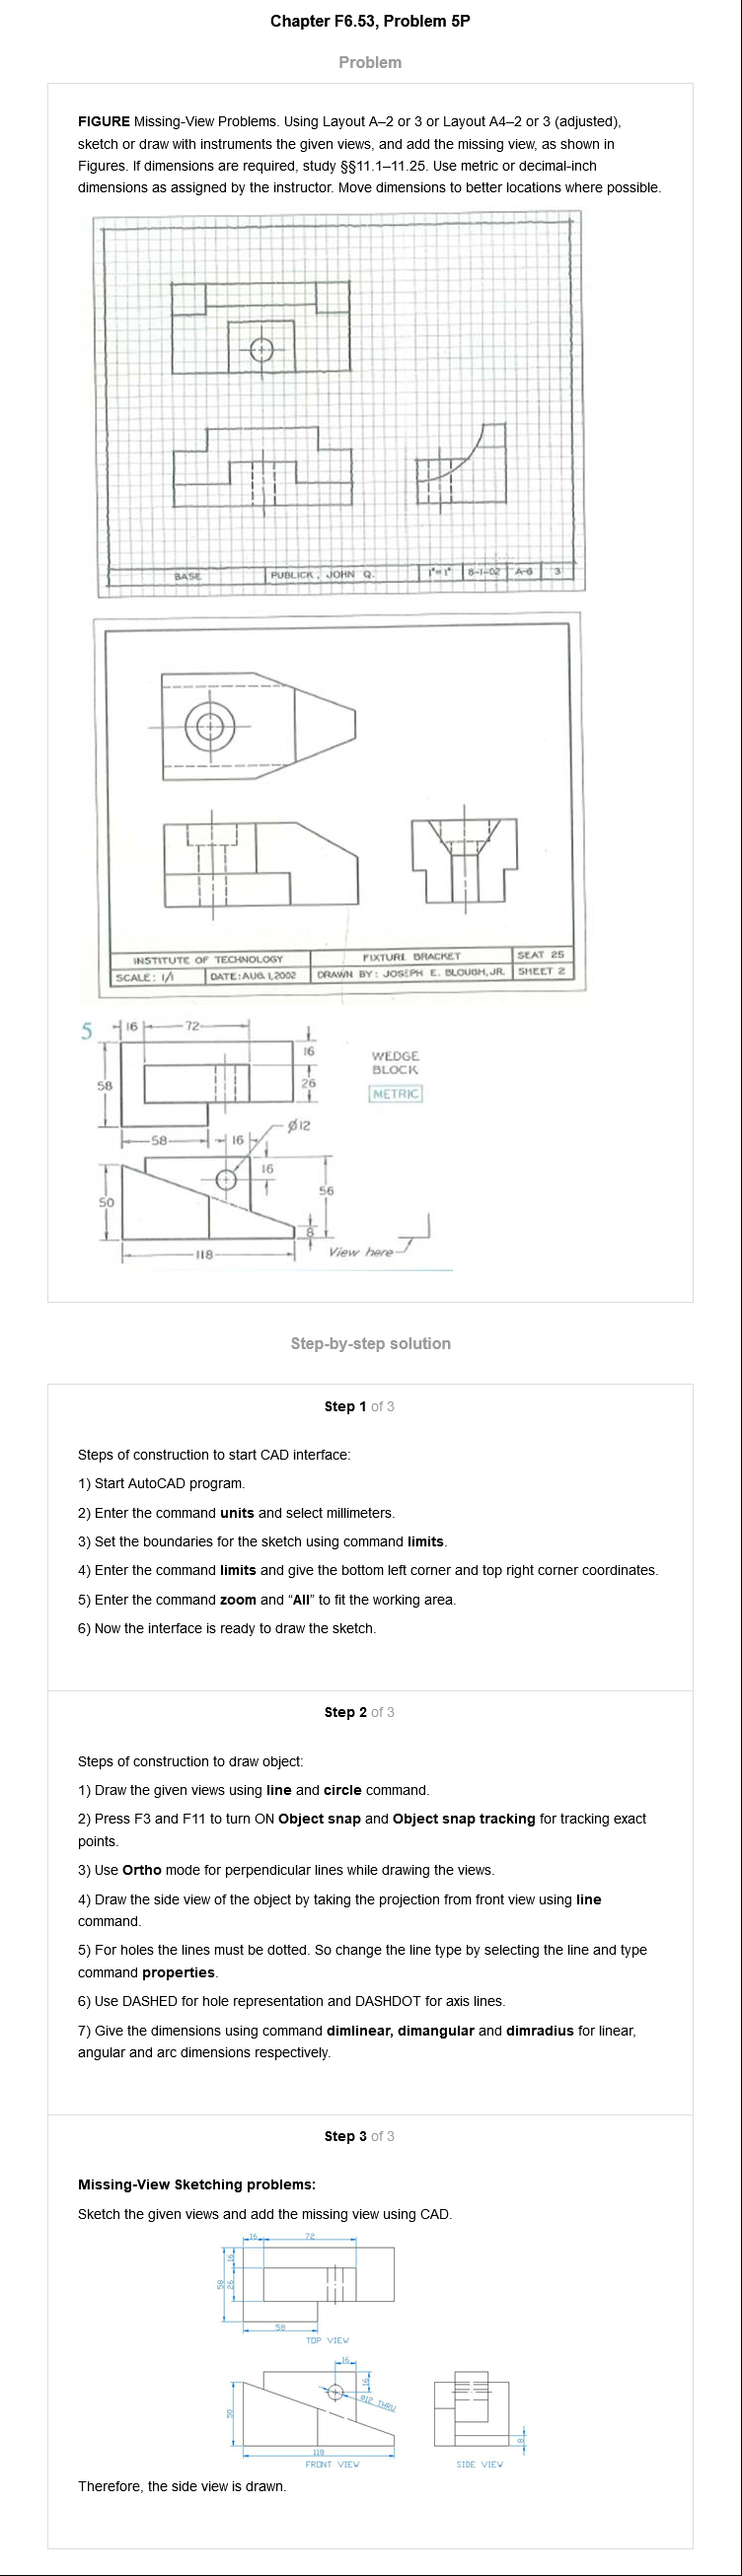 Chapter F6.53, Problem 5P
Problem
FIGURE Missing-View Problems. Using Layout A–2 or 3 or Layout A4–2 or 3 (adjusted),
sketch or draw with instruments the given views, and add the missing view, as shown in
Figures. If dimensions are required, study §§11.1–11.25. Use metric or decimal-inch
dimensions as assigned by the instructor. Move dimensions to better locations where possible.
BASE
PUBLICK, JOHN Q.
1"=1"
8-1-02
A-6
3
INSTITUTE OF TECHNOLOGY
FIXTURE BRACKET
SEAT 25
SCALE: 1/1
DATE: AUG. 1, 2002
DRAWN BY: JOSEPH E. BLOUGH, JR.
SHEET 2
5
16
72
16
WEDGE
BLOCK
58
26
METRIC
Ø12
58
16
16
50
56
8
View here
118
Step-by-step solution
Step 1 of 3
Steps of construction to start CAD interface:
1) Start AutoCAD program.
2) Enter the command units and select millimeters.
3) Set the boundaries for the sketch using command limits.
4) Enter the command limits and give the bottom left corner and top right corner coordinates.
5) Enter the command zoom and “All” to fit the working area.
6) Now the interface is ready to draw the sketch.
Step 2 of 3
Steps of construction to draw object:
1) Draw the given views using line and circle command.
2) Press F3 and F11 to turn ON Object snap and Object snap tracking for tracking exact
points.
3) Use Ortho mode for perpendicular lines while drawing the views.
4) Draw the side view of the object by taking the projection from front view using line
command.
5) For holes the lines must be dotted. So change the line type by selecting the line and type
command properties.
6) Use DASHED for hole representation and DASHDOT for axis lines.
7) Give the dimensions using command dimlinear, dimangular and dimradius for linear,
angular and arc dimensions respectively.
Step 3 of 3
Missing-View Sketching problems:
Sketch the given views and add the missing view using CAD.
16
72
16
58
26
58
TOP VIEW
16
16
Ø12 THRU
50
8
118
FRONT VIEW
SIDE VIEW
Therefore, the side view is drawn.